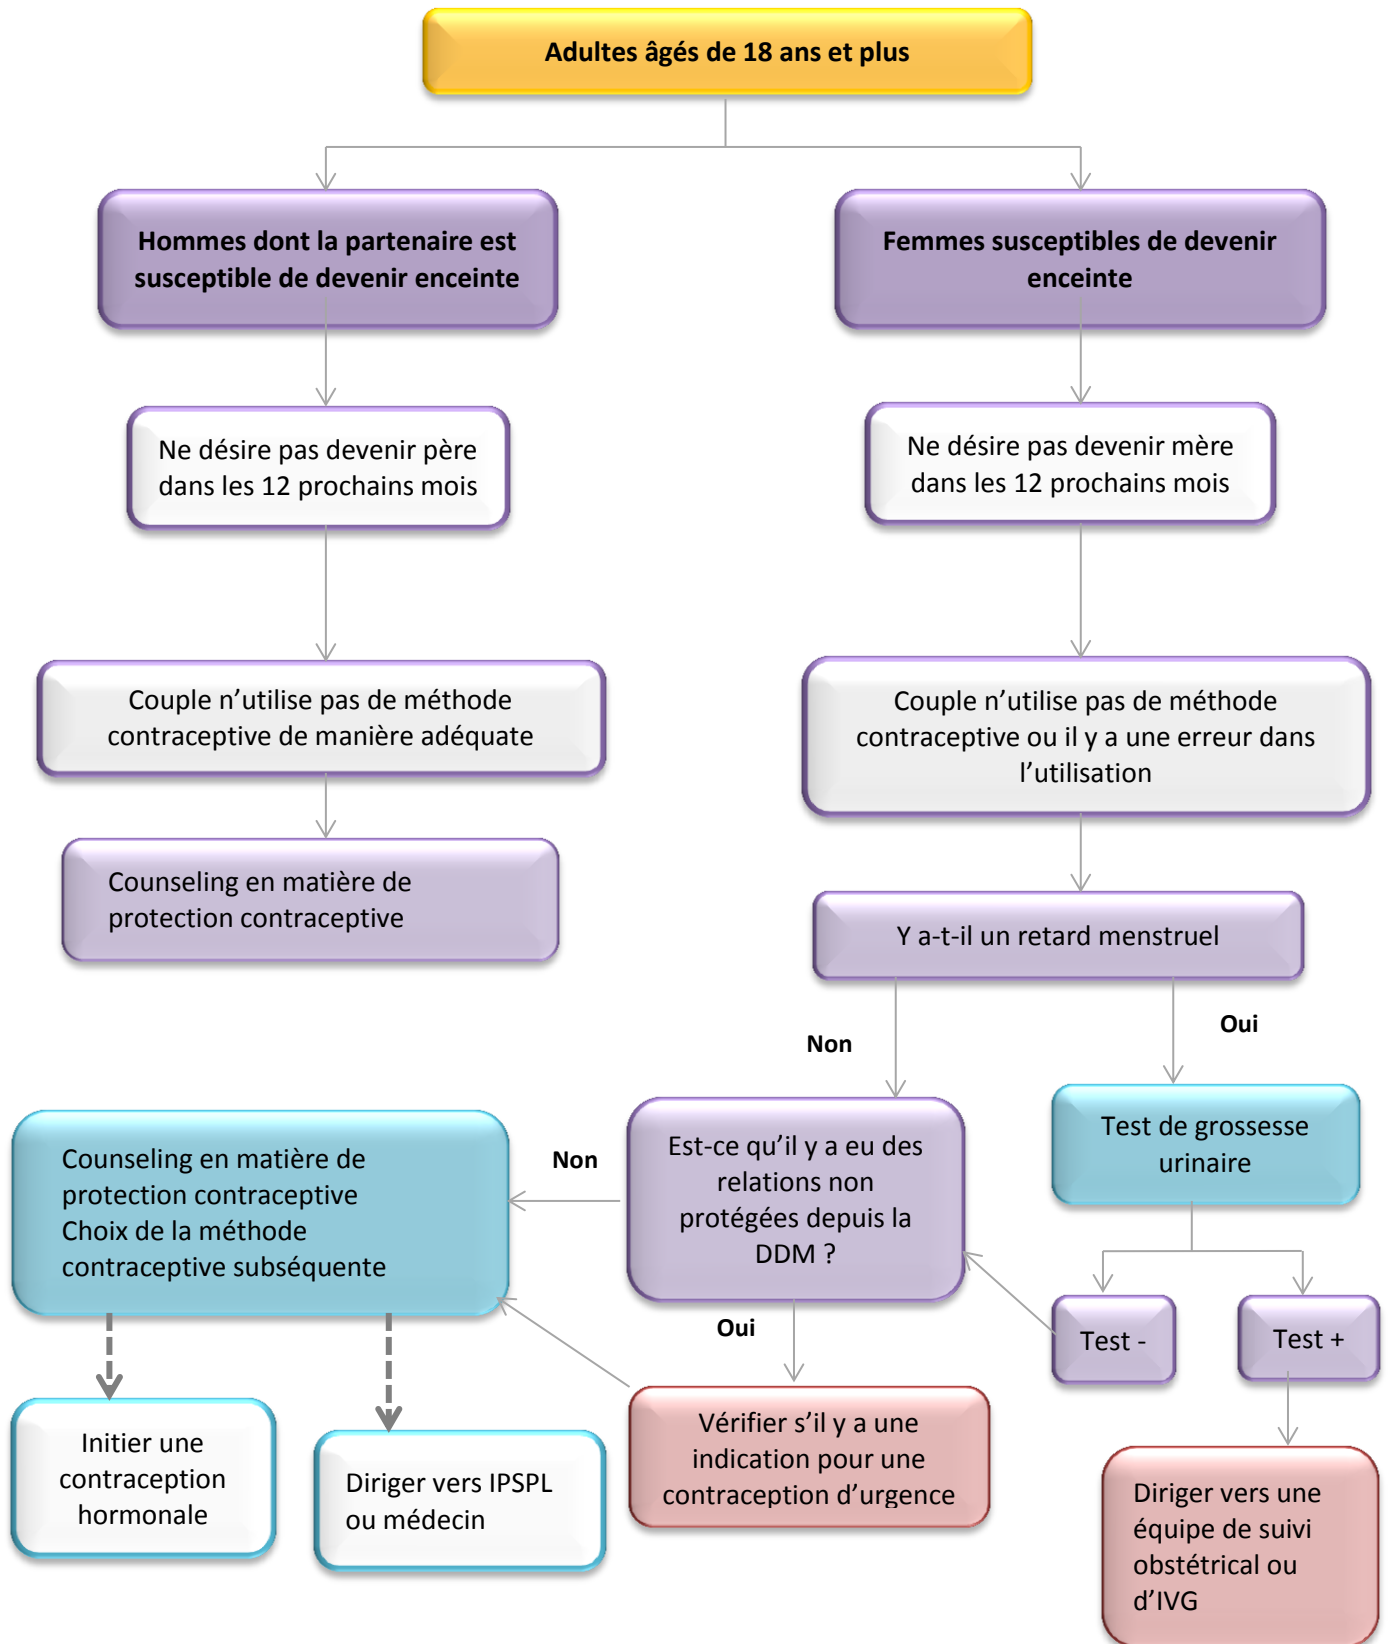 Adultes âgés de 18 ans et plus
Hommes dont la partenaire est
susceptible de devenir enceinte
Femmes susceptibles de devenir
enceinte
Ne désire pas devenir père
dans les 12 prochains mois
Ne désire pas devenir mère
dans les 12 prochains mois
Couple n’utilise pas de méthode
contraceptive de manière adéquate
Couple n’utilise pas de méthode
contraceptive ou il y a une erreur dans
l’utilisation
Counseling en matière de
protection contraceptive
Y a-t-il un retard menstruel
Non
Oui
Counseling en matière de
protection contraceptive
Choix de la méthode
contraceptive subséquente
Non
Est-ce qu’il y a eu des
relations non
protégées depuis la
DDM ?
Test de grossesse
urinaire
Oui
Test -
Test +
Initier une
contraception
hormonale
Diriger vers IPSPL
ou médecin
Vérifier s’il y a une
indication pour une
contraception d’urgence
Diriger vers une
équipe de suivi
obstétrical ou
d’IVG